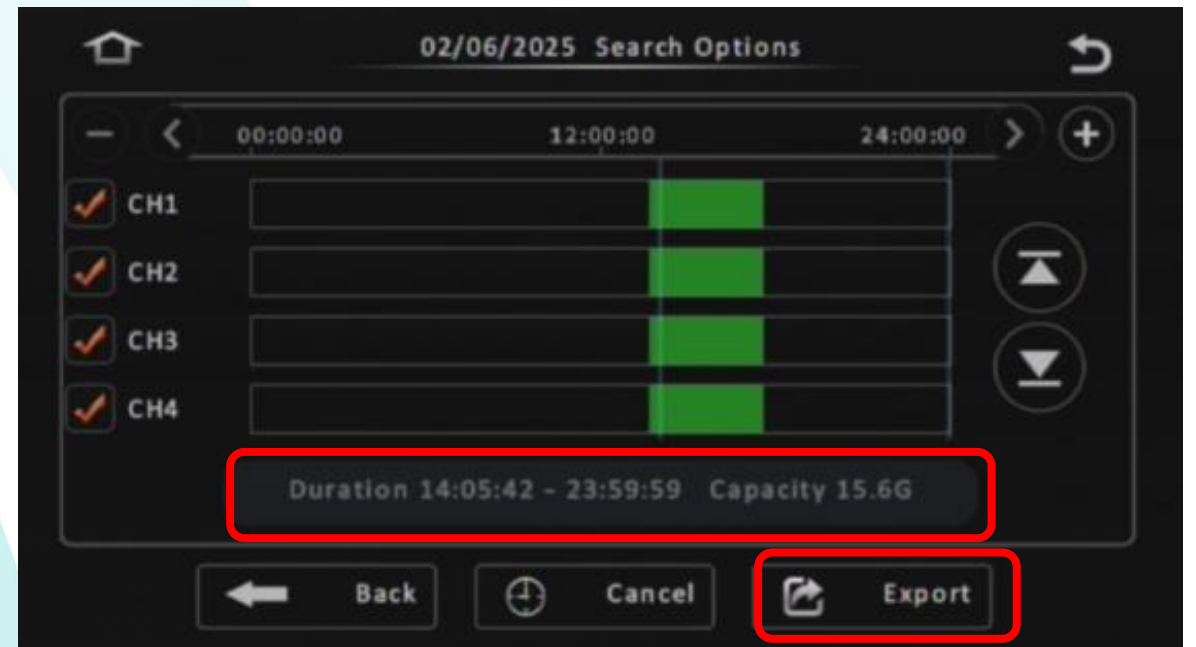 02/06/2025 Search Options
00:00:00 12:00:00 24:00:00
CH1
CH2
CH3
CH4
Duration 14:05:42 – 23:59:59 Capacity 15.6G
Back Cancel Export